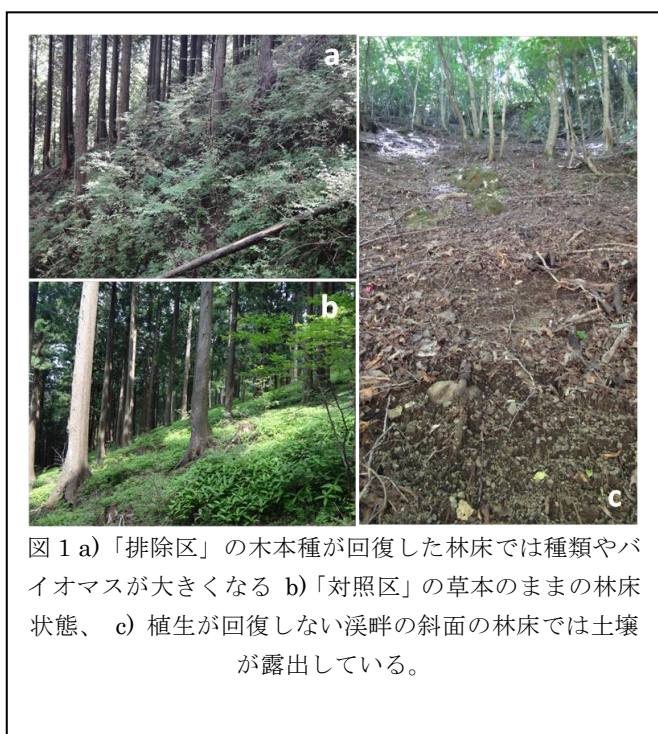 a
b
c
図 1 a)「排除区」の木本種が回復した林床では種類やバ
イオマスが大きくなる b)「対照区」の草本のままの林床
状態、 c) 植生が回復しない渓畔の斜面の林床では土壌
が露出している。